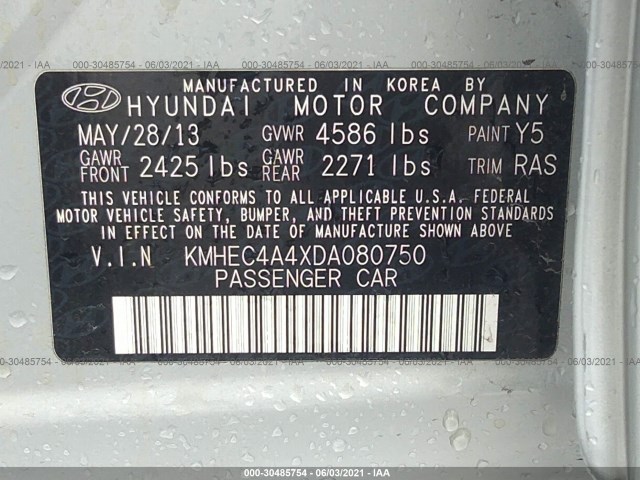 000-30485754 - 06/03/2021 - IAA
MANUFACTURED IN KOREA BY
HYUNDAI MOTOR COMPANY
MAY/28/13 GVWR 4586 lbs PAINT Y5
GAWR FRONT 2425 lbs GAWR REAR 2271 lbs TRIM RAS
THIS VEHICLE CONFORMS TO ALL APPLICABLE U.S.A. FEDERAL
MOTOR VEHICLE SAFETY, BUMPER, AND THEFT PREVENTION STANDARDS
IN EFFECT ON THE DATE OF MANUFACTURE SHOWN ABOVE
V.I.N KMHEC4A4XDA080750
PASSENGER CAR
000-30485754 - 06/03/2021 - IAA